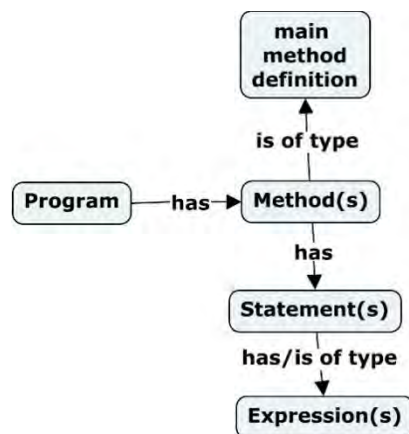 main
method
definition
is of type
Program
has
Method(s)
has
Statement(s)
has/is of type
Expression(s)